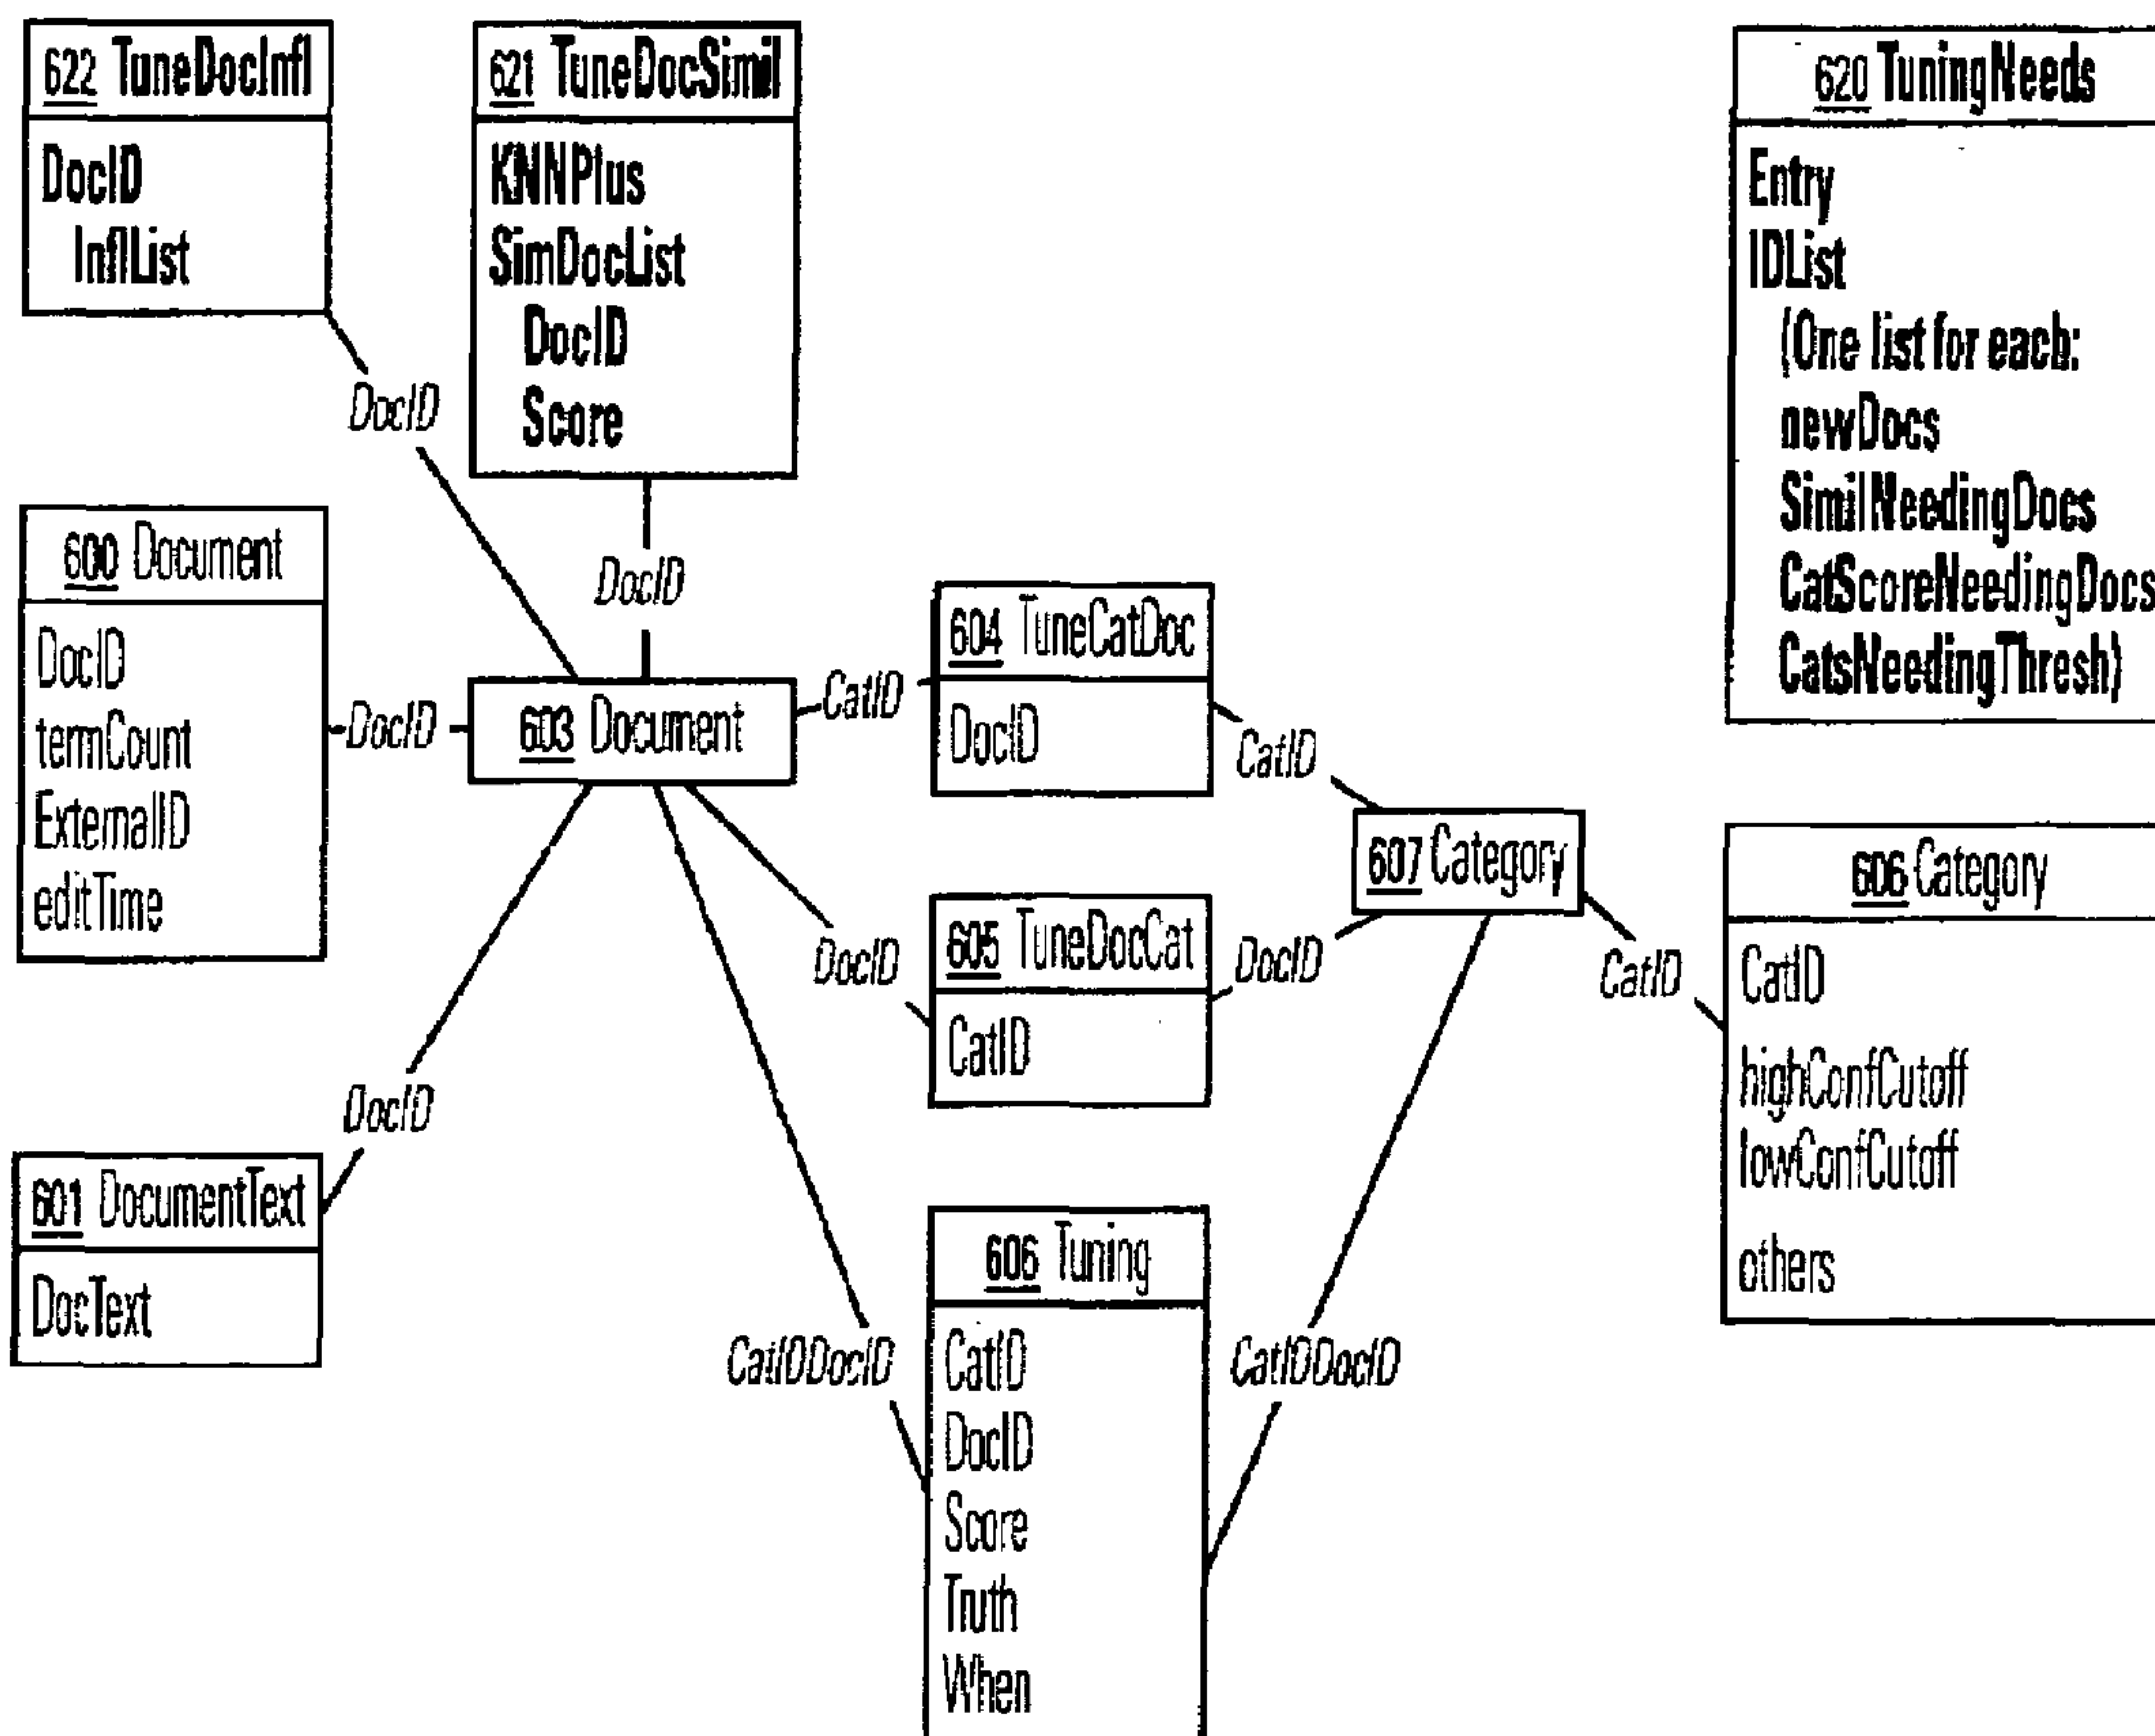 622 TuneDocInfl
DocID
InflList
621 TuneDocSimil
KNNPlus
SimDocList
DocID
Score
620 TuningNeeds
Entry
IDList
(One list for each:
newDocs
SimilNeedingDocs
CatScoreNeedingDocs
CatsNeedingThresh)
DocID
DocID
600 Document
DocID
termCount
ExternalID
editTime
DocID
603 Document
CatID
604 TuneCatDoc
DocID
CatID
607 Category
606 Category
CatID
highConfCutoff
lowConfCutoff
others
CatID
DocID
605 TuneDocCat
CatID
DocID
DocID
601 DocumentText
DocText
606 Tuning
CatID
DocID
Score
Truth
When
CatIDDocID
CatIDDocID